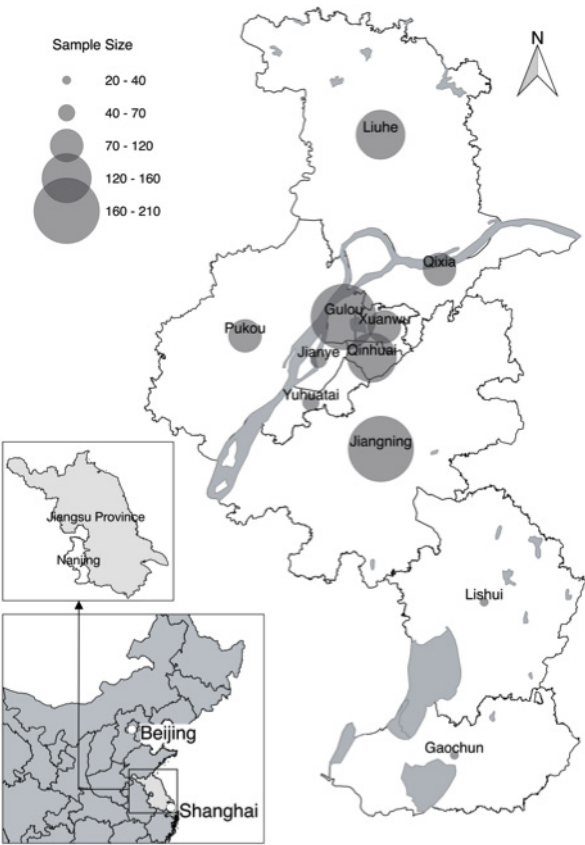 Sample Size
20 - 40
40 - 70
70 - 120
120 - 160
160 - 210
N
Liuhe
Qixia
Gulou
Xuanwu
Pukou
Jianye
Qinhuai
Yuhuatai
Jiangning
Jiangsu Province
Nanjing
Lishui
Beijing
Gaochun
Shanghai